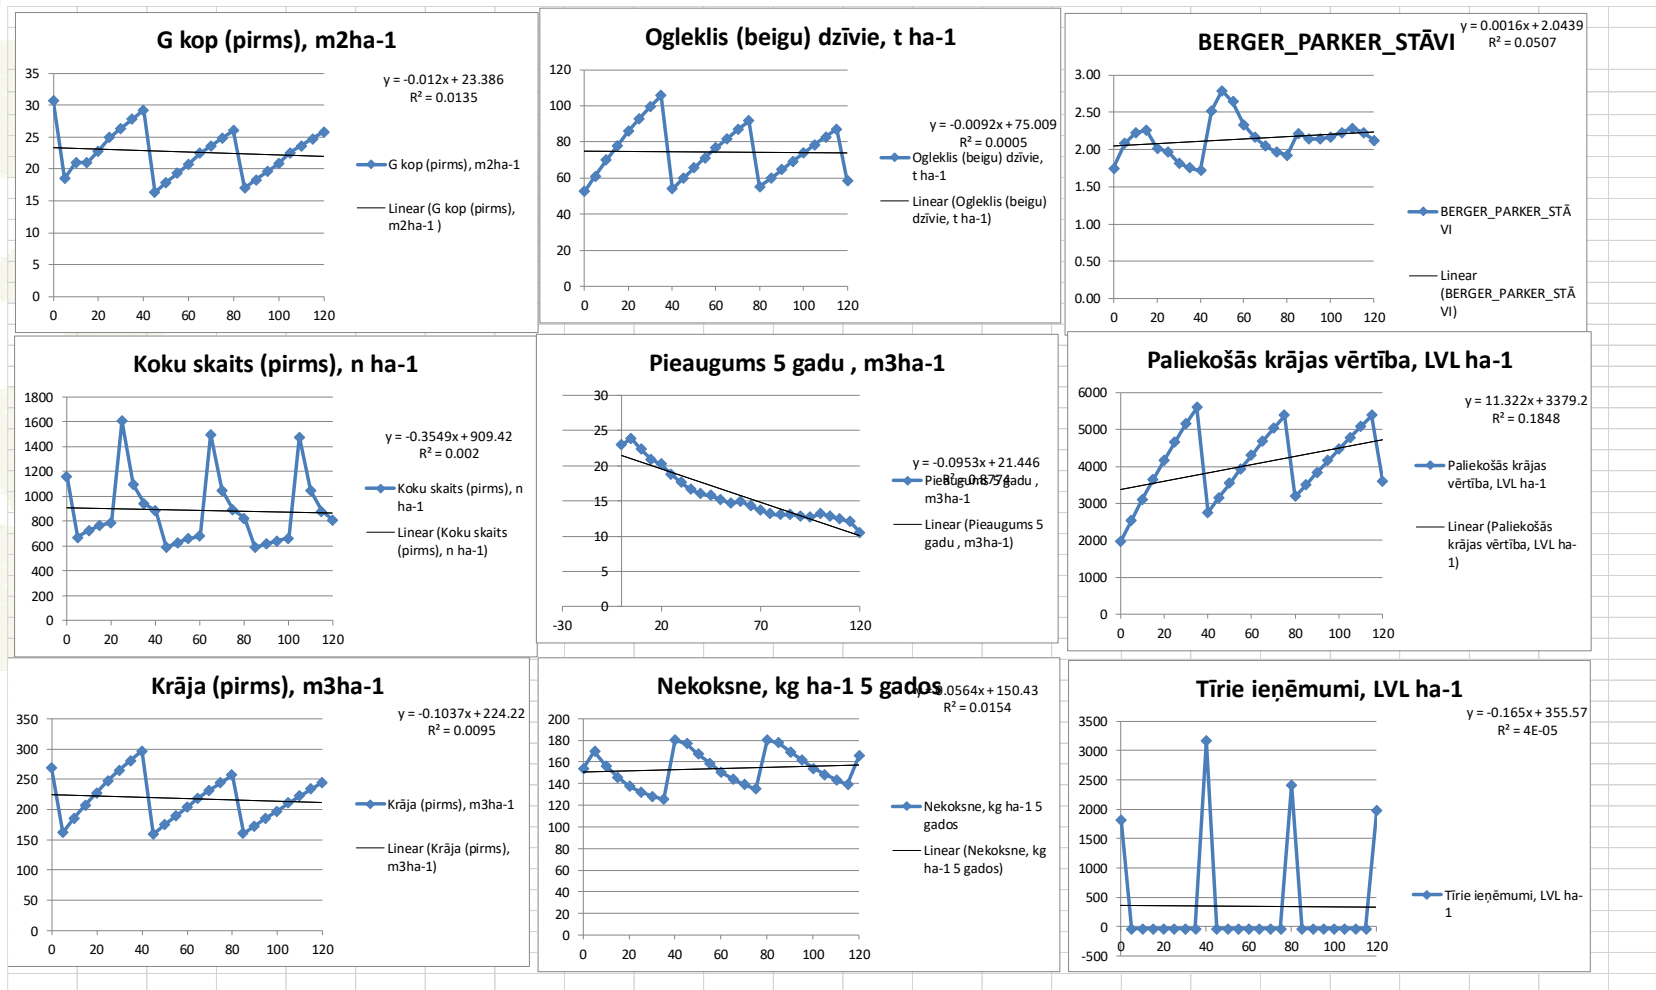 G kop (pirms), m2ha-1
y = -0.012x + 23.386
R² = 0.0135
35
30
25
20
15
10
5
0
0 20 40 60 80 100 120
G kop (pirms), m2ha-1
Linear (G kop (pirms),
m2ha-1 )
Ogleklis (beigu) dzīvie, t ha-1
y = -0.0092x + 75.009
R² = 0.0005
120
100
80
60
40
20
0
0 20 40 60 80 100 120
Ogleklis (beigu) dzīvie,
t ha-1
Linear (Ogleklis (beigu)
dzīvie, t ha-1)
BERGER_PARKER_STĀVI
y = 0.0016x + 2.0439
R² = 0.0507
3.00
2.50
2.00
1.50
1.00
0.50
0.00
0 20 40 60 80 100 120
BERGER_PARKER_STĀ
VI
Linear
(BERGER_PARKER_STĀ
VI)
Koku skaits (pirms), n ha-1
y = -0.3549x + 909.42
R² = 0.002
1800
1600
1400
1200
1000
800
600
400
200
0
0 20 40 60 80 100 120
Koku skaits (pirms), n
ha-1
Linear (Koku skaits
(pirms), n ha-1)
Pieaugums 5 gadu , m3ha-1
y = -0.0953x + 21.446
R² = 0.8774
30
25
20
15
10
5
0
-30 20 70 120
Pieaugums 5 gadu ,
m3ha-1
Linear (Pieaugums 5
gadu , m3ha-1)
Paliekošās krājas vērtība, LVL ha-1
y = 11.322x + 3379.2
R² = 0.1848
6000
5000
4000
3000
2000
1000
0
0 20 40 60 80 100 120
Paliekošās krājas
vērtība, LVL ha-1
Linear (Paliekošās
krājas vērtība, LVL ha-
1)
Krāja (pirms), m3ha-1
y = -0.1037x + 224.22
R² = 0.0095
350
300
250
200
150
100
50
0
0 20 40 60 80 100 120
Krāja (pirms), m3ha-1
Linear (Krāja (pirms),
m3ha-1)
Nekoksne, kg ha-1 5 gados
y = 0.0564x + 150.43
R² = 0.0154
200
180
160
140
120
100
80
60
40
20
0
0 20 40 60 80 100 120
Nekoksne, kg ha-1 5
gados
Linear (Nekoksne, kg
ha-1 5 gados)
Tīrie ieņēmumi, LVL ha-1
y = -0.165x + 355.57
R² = 4E-05
3500
3000
2500
2000
1500
1000
500
0
-500
0 20 40 60 80 100 120
Tīrie ieņēmumi, LVL ha-
1